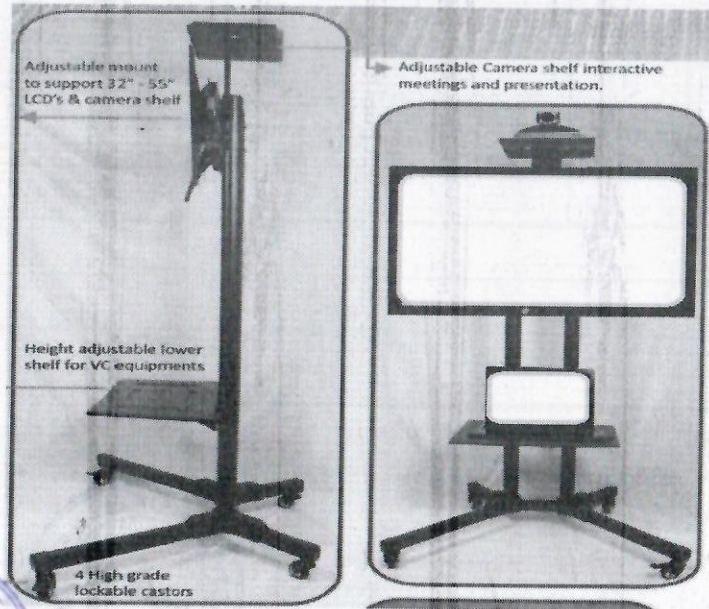 Adjustable mount
to support 32" - 55"
LCD's & camera shelf
Adjustable Camera shelf interactive
meetings and presentation.
Height adjustable lower
shelf for VC equipments
4 High grade
lockable castors